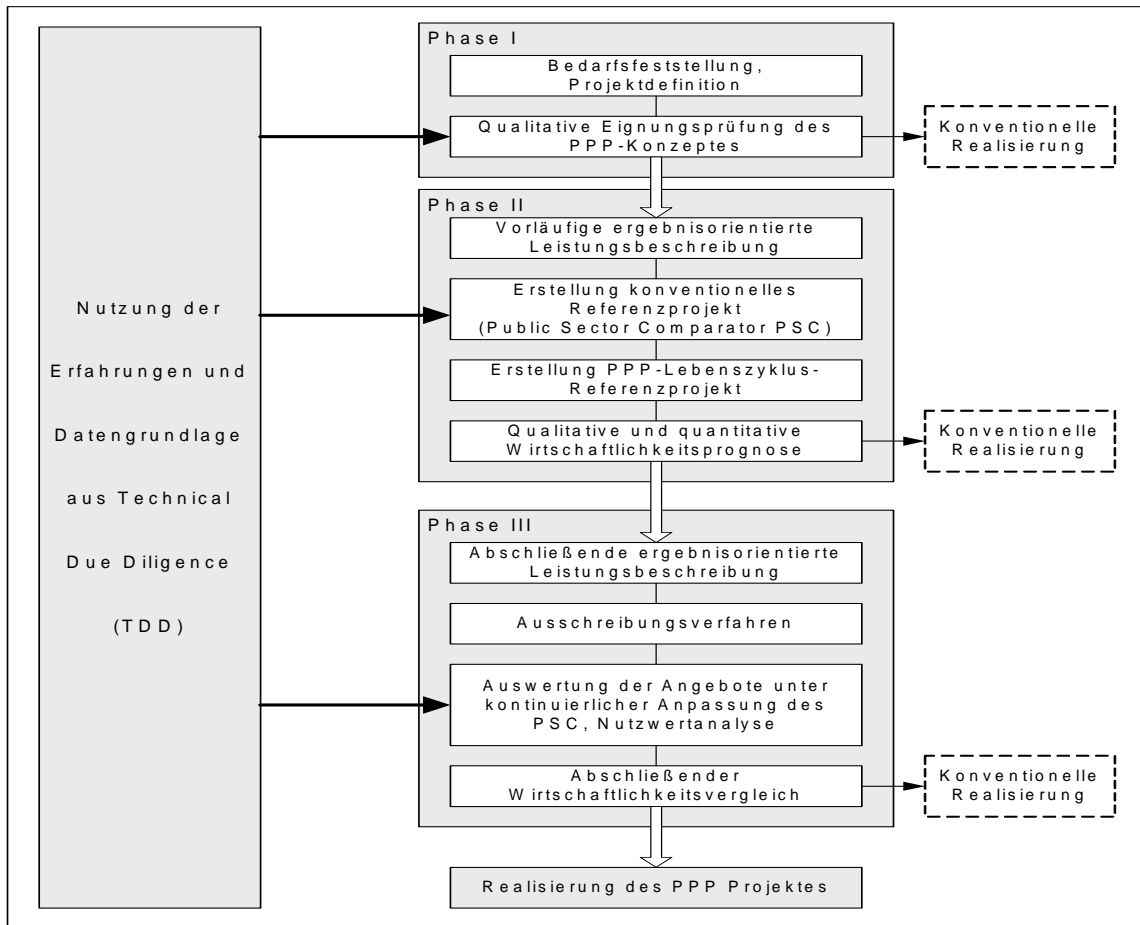 Nutzung der
Erfahrungen und
Datengrundlage
aus Technical
Due Diligence
(TDD)
Phase I
Bedarfsfeststellung,
Projektdefinition
Qualitative Eignungsprüfung des
PPP-Konzeptes
Konventionelle
Realisierung
Phase II
Vorläufige ergebnisorientierte
Leistungsbeschreibung
Erstellung konventionelles
Referenzprojekt
(Public Sector Comparator PSC)
Erstellung PPP-Lebenszyklus-
Referenzprojekt
Qualitative und quantitative
Wirtschaftlichkeitsprognose
Konventionelle
Realisierung
Phase III
Abschließende ergebnisorientierte
Leistungsbeschreibung
Ausschreibungsverfahren
Auswertung der Angebote unter
kontinuierlicher Anpassung des
PSC, Nutzwertanalyse
Abschließender
Wirtschaftlichkeitsvergleich
Konventionelle
Realisierung
Realisierung des PPP Projektes